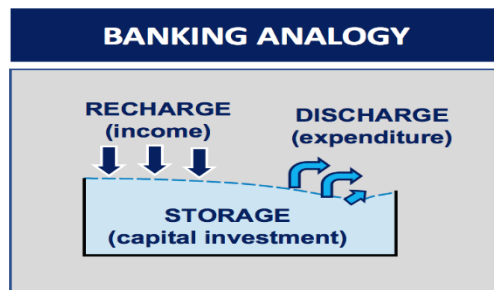 BANKING ANALOGY
RECHARGE
(income)
DISCHARGE
(expenditure)
STORAGE
(capital investment)